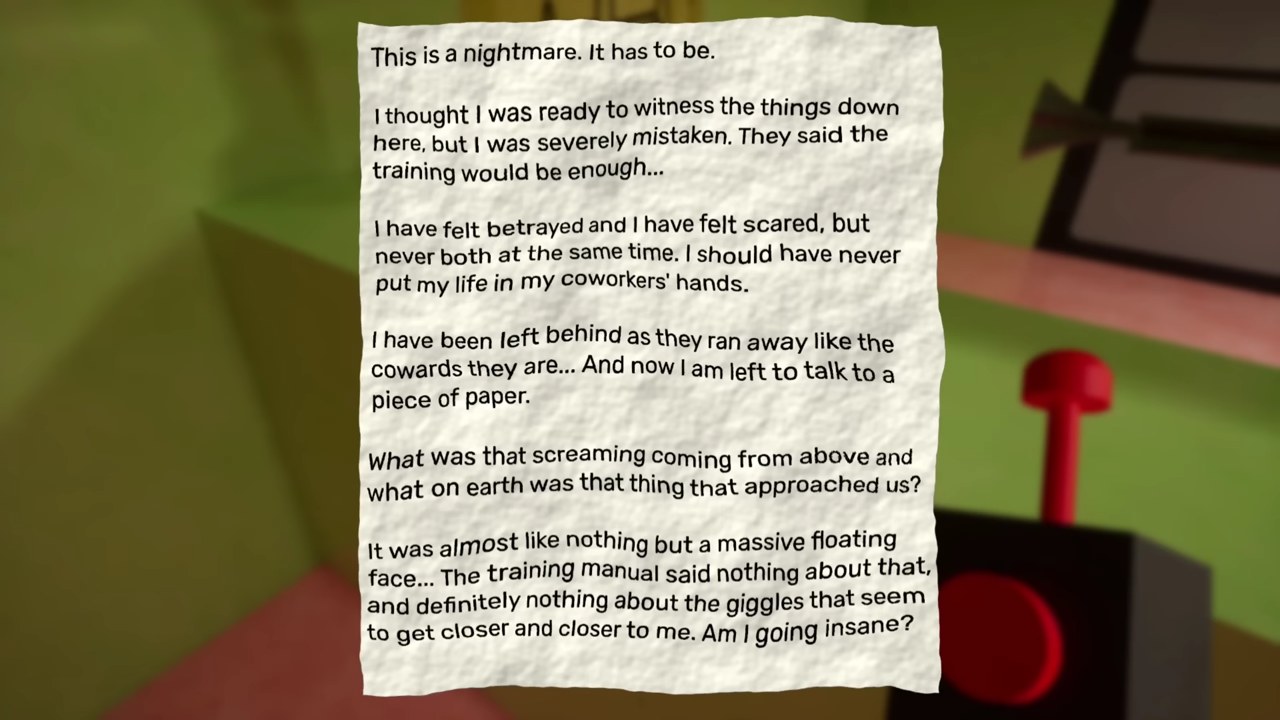 This is a nightmare. It has to be.
I thought I was ready to witness the things down
here, but I was severely mistaken. They said the
training would be enough...
I have felt betrayed and I have felt scared, but
never both at the same time. I should have never
put my life in my coworkers' hands.
I have been left behind as they ran away like the
cowards they are... And now I am left to talk to a
piece of paper.
What was that screaming coming from above and
what on earth was that thing that approached us?
It was almost like nothing but a massive floating
face... The training manual said nothing about that,
and definitely nothing about the giggles that seem
to get closer and closer to me. Am I going insane?